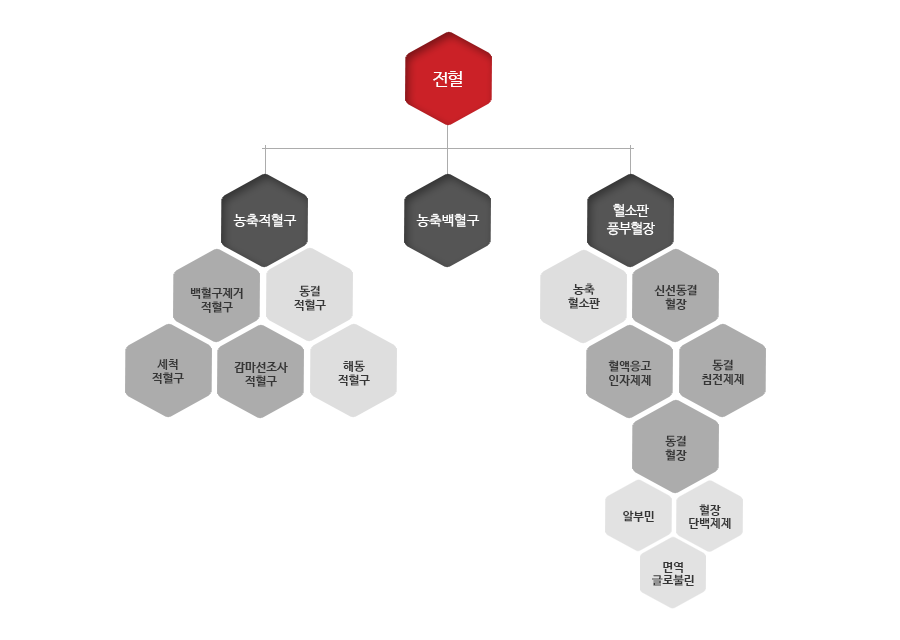 전혈
농축적혈구
농축백혈구
혈소판
풍부혈장
백혈구제거
적혈구
동결
적혈구
농축
혈소판
신선동결
혈장
세척
적혈구
감마선조사
적혈구
해동
적혈구
혈액응고
인자제제
동결
침전제제
동결
혈장
알부민
혈장
단백제제
면역
글로불린